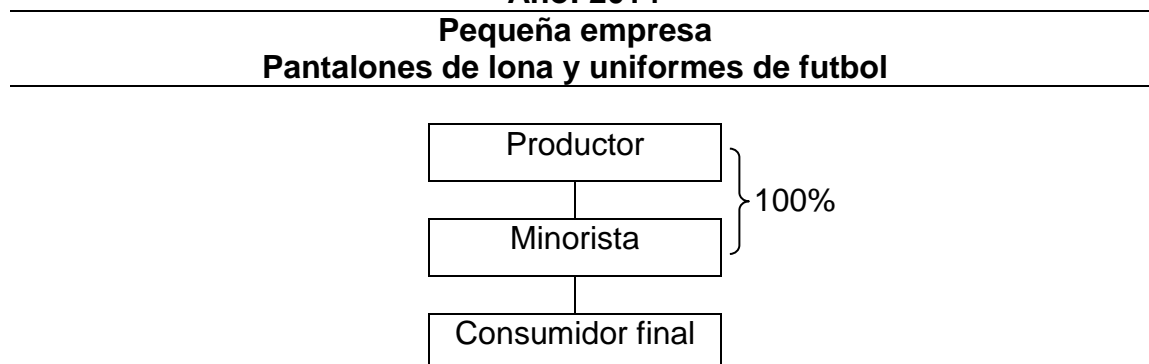 Pequeña empresa
Pantalones de lona y uniformes de futbol
Productor
100%
Minorista
Consumidor final